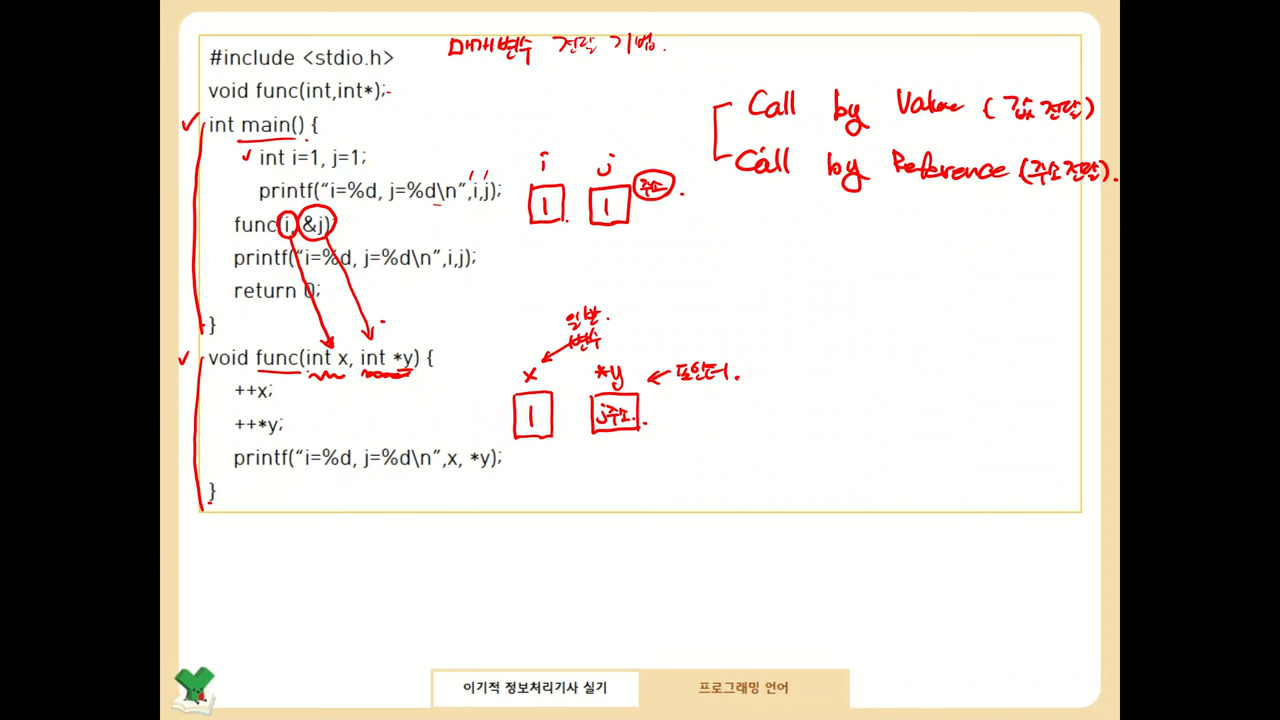 매개변수 전달 기법.
#include <stdio.h>
void func(int,int*);
int main() {
int i=1, j=1;
printf("i=%d, j=%d\n",i,j);
func(i, &j);
printf("i=%d, j=%d\n",i,j);
return 0;
}
void func(int x, int *y) {
++x;
++*y;
printf("i=%d, j=%d\n",x, *y);
}
Call by Value (값 전달)
Call by Reference (주소전달).
i j
1 1 주소.
일반.
변수
x *y 포인터.
1 j주소.
이기적 정보처리기사 실기
프로그래밍 언어